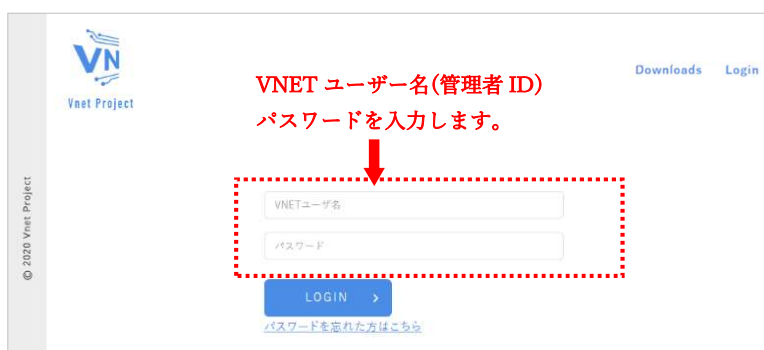 VN
Vnet Project
Downloads Login
VNET ユーザー名(管理者 ID)
パスワードを入力します。
© 2020 Vnet Project
VNETユーザ名
パスワード
LOGIN >
パスワードを忘れた方はこちら